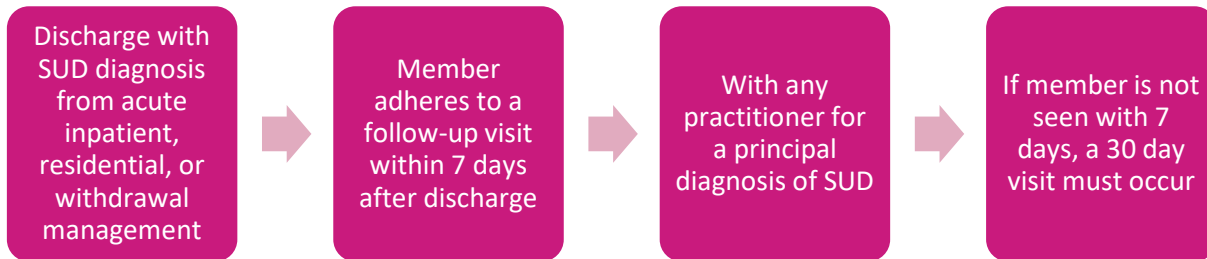 Discharge with
SUD diagnosis
from acute
inpatient,
residential, or
withdrawal
management
Member
adheres to a
follow-up visit
within 7 days
after discharge
With any
practitioner for
a principal
diagnosis of SUD
If member is not
seen with 7
days, a 30 day
visit must occur